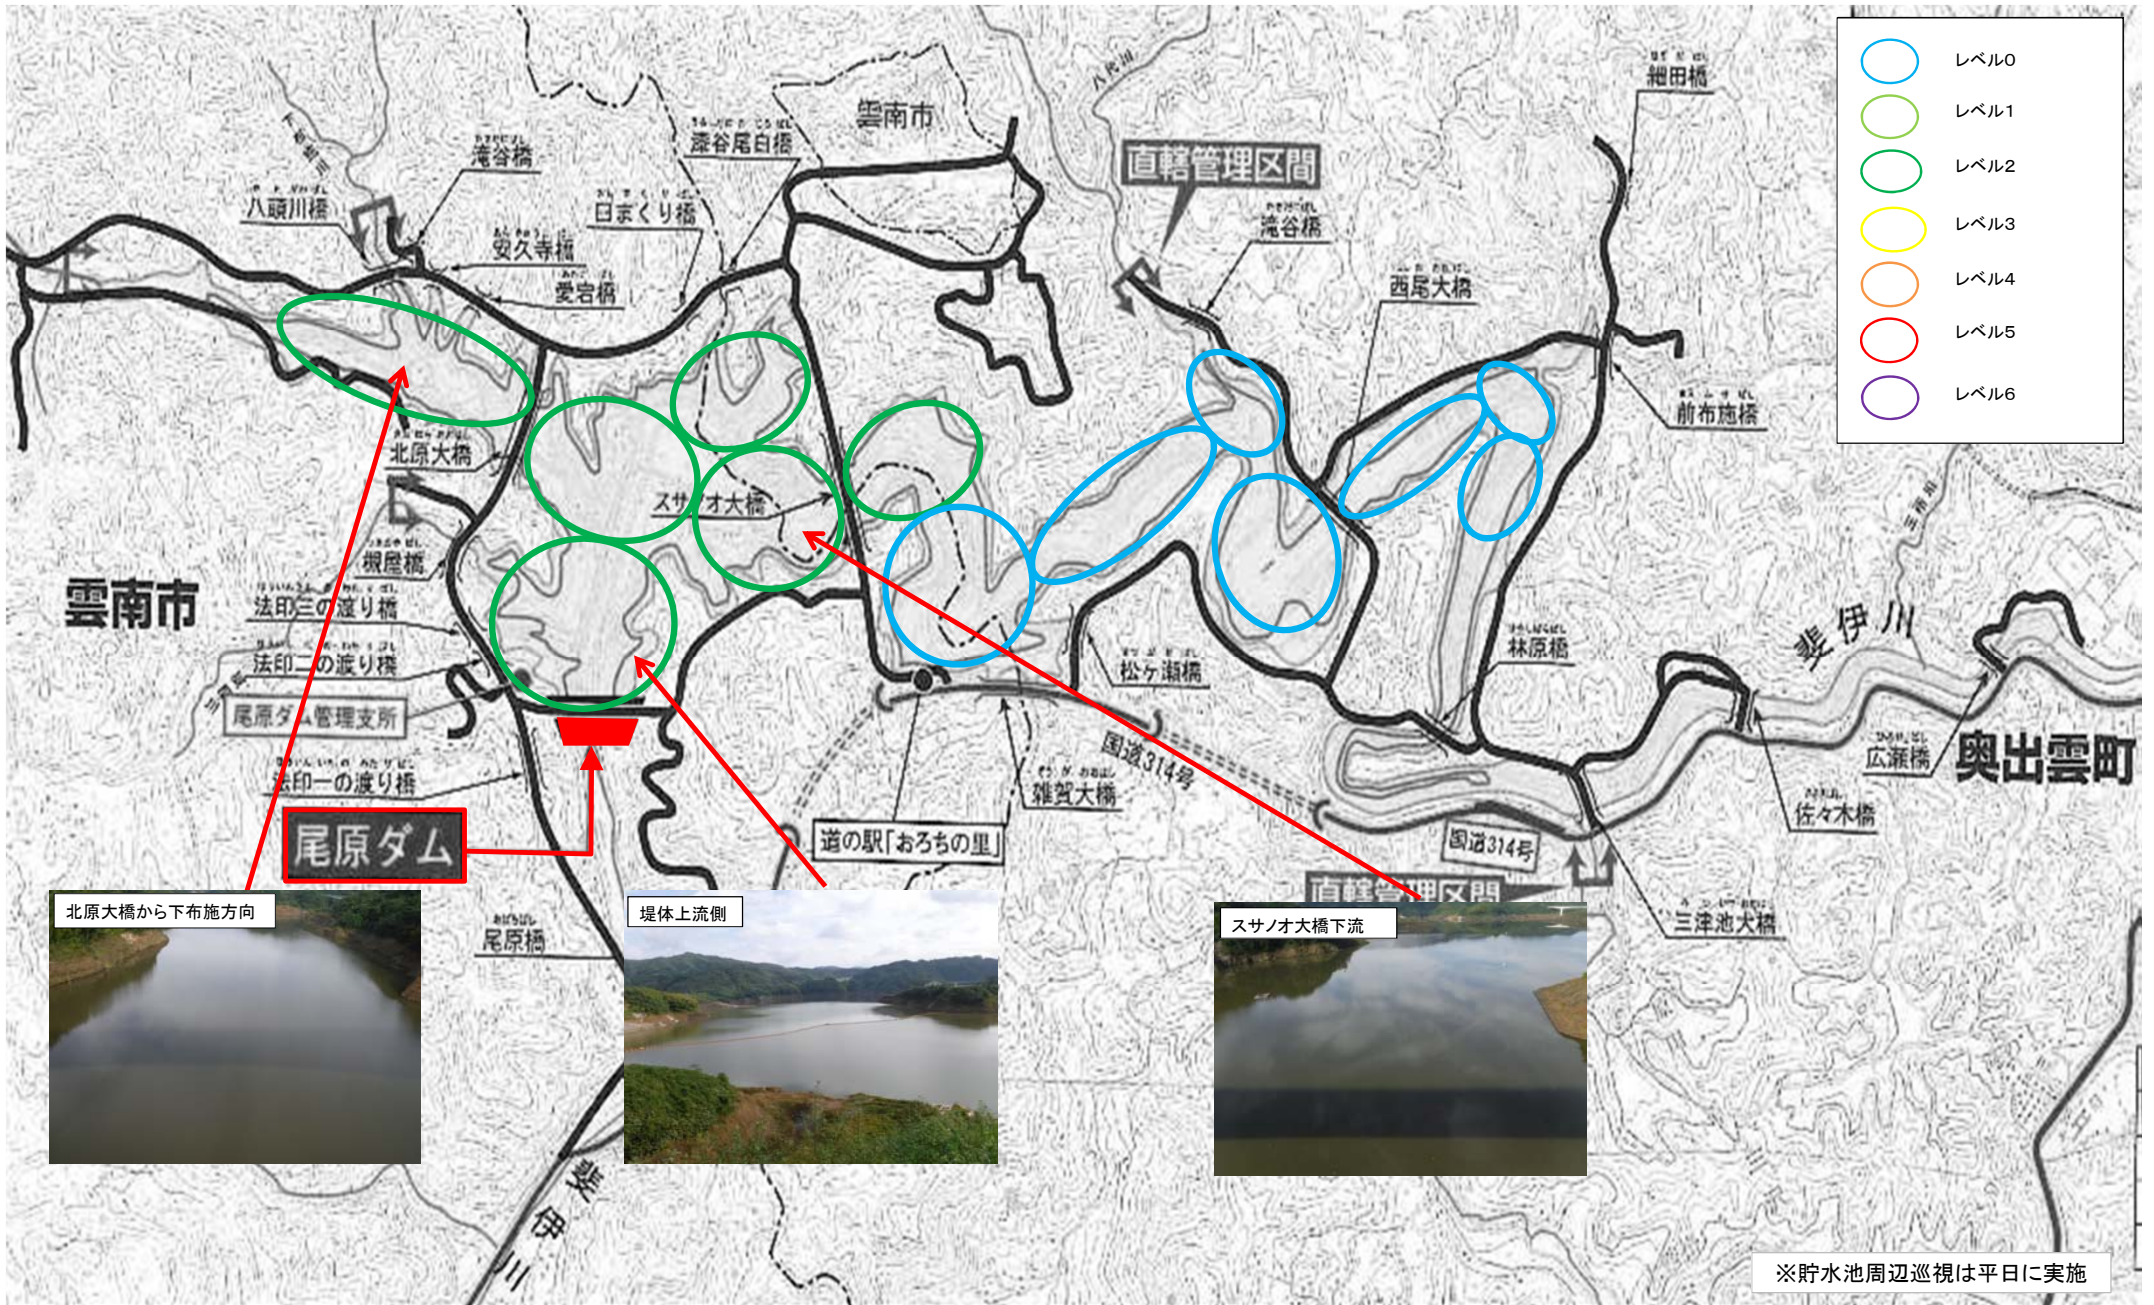 レベル0
レベル1
レベル2
レベル3
レベル4
レベル5
レベル6
細田橋
八代川
雲南市
漆谷尾白橋
滝谷橋
下布施川
八頭川橋
安久寺橋
愛宕橋
日まくり橋
直轄管理区間
滝谷橋
西尾大橋
前布施橋
北原大橋
スサノオ大橋
槻屋橋
雲南市
法印三の渡り橋
法印二の渡り橋
尾原ダム管理支所
法印一の渡り橋
尾原ダム
松ヶ瀬橋
林原橋
斐伊川
広瀬橋
奥出雲町
佐々木橋
国道314号
雑賀大橋
道の駅「おろちの里」
国道314号
直轄管理区間
三津池大橋
尾原橋
北原大橋から下布施方向
堤体上流側
スサノオ大橋下流
斐伊川
※貯水池周辺巡視は平日に実施